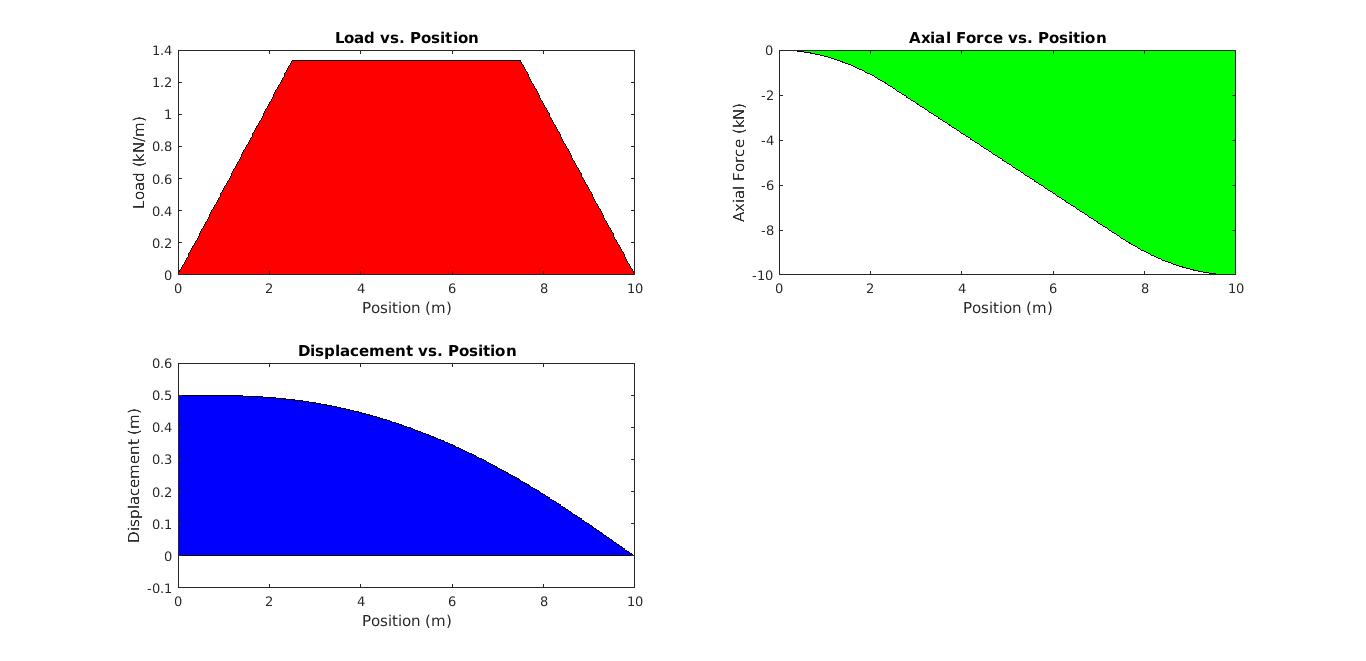 Load vs. Position
1.4
1.2
1
0.8
0.6
0.4
0.2
0
Load (kN/m)
0 2 4 6 8 10
Position (m)
Axial Force vs. Position
0
-2
-4
-6
-8
-10
Axial Force (kN)
0 2 4 6 8 10
Position (m)
Displacement vs. Position
0.6
0.5
0.4
0.3
0.2
0.1
0
-0.1
Displacement (m)
0 2 4 6 8 10
Position (m)